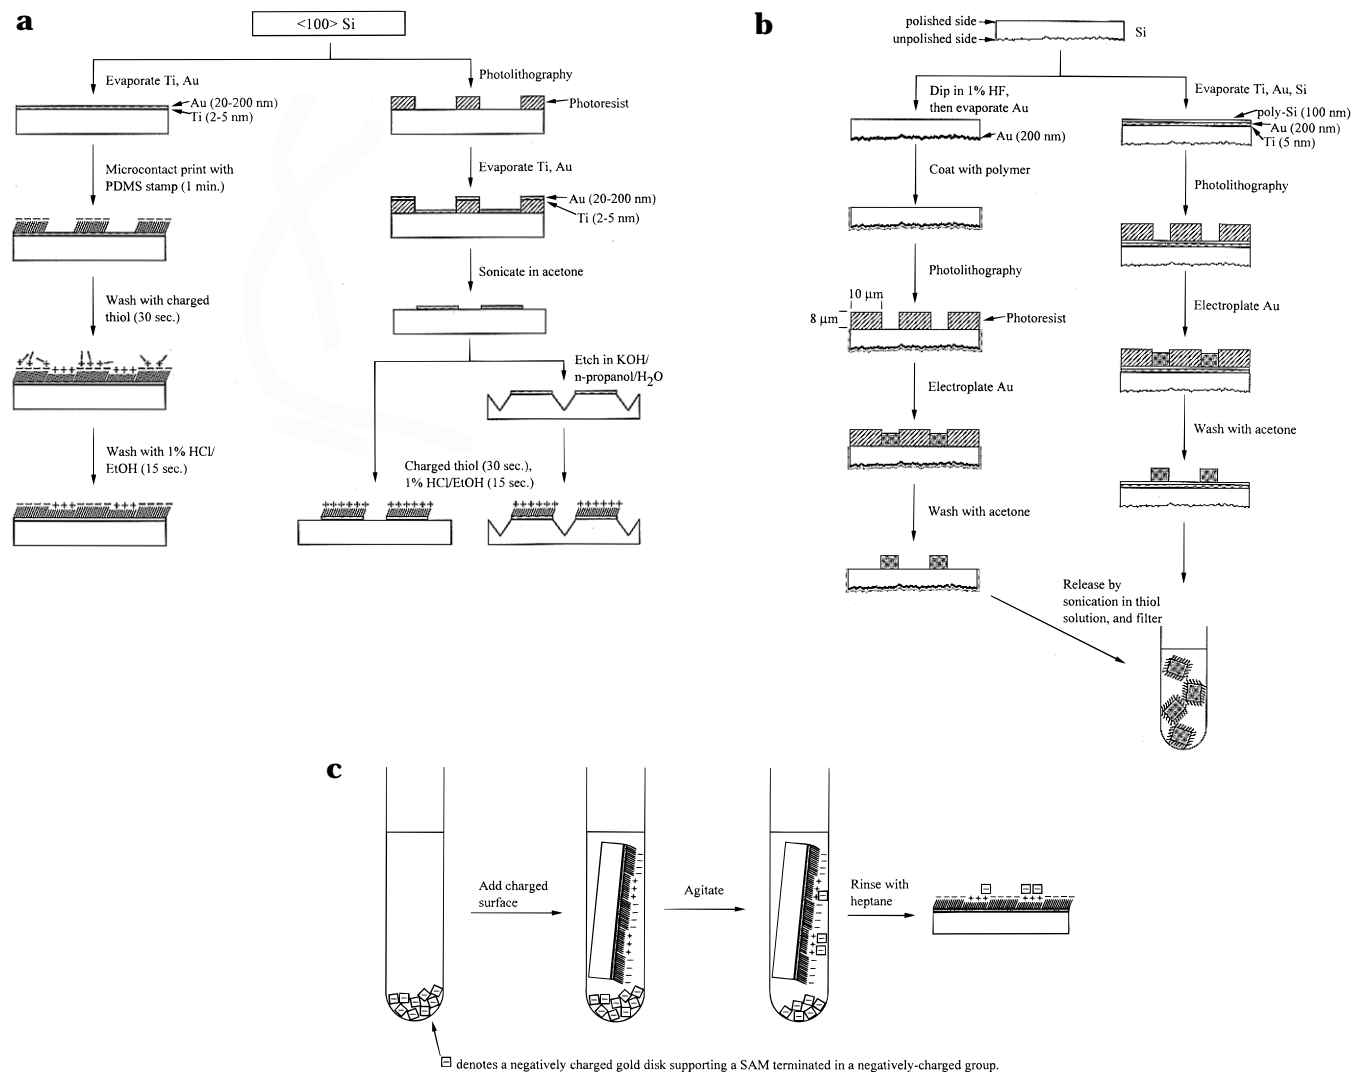 a
<100> Si
Evaporate Ti, Au
Au (20-200 nm)
Ti (2-5 nm)
Microcontact print with
PDMS stamp (1 min.)
Wash with charged
thiol (30 sec.)
Wash with 1% HCl/
EtOH (15 sec.)
Photolithography
Photoresist
Evaporate Ti, Au
Au (20-200 nm)
Ti (2-5 nm)
Sonicate in acetone
Etch in KOH/
n-propanol/H2O
Charged thiol (30 sec.),
1% HCl/EtOH (15 sec.)
b
polished side
unpolished side
Si
Dip in 1% HF,
then evaporate Au
Au (200 nm)
Coat with polymer
Photolithography
10 µm
8 µm
Photoresist
Electroplate Au
Wash with acetone
Evaporate Ti, Au, Si
poly-Si (100 nm)
Au (200 nm)
Ti (5 nm)
Photolithography
Electroplate Au
Wash with acetone
Release by
sonication in thiol
solution, and filter
c
Add charged
surface
Agitate
Rinse with
heptane
denotes a negatively charged gold disk supporting a SAM terminated in a negatively-charged group.